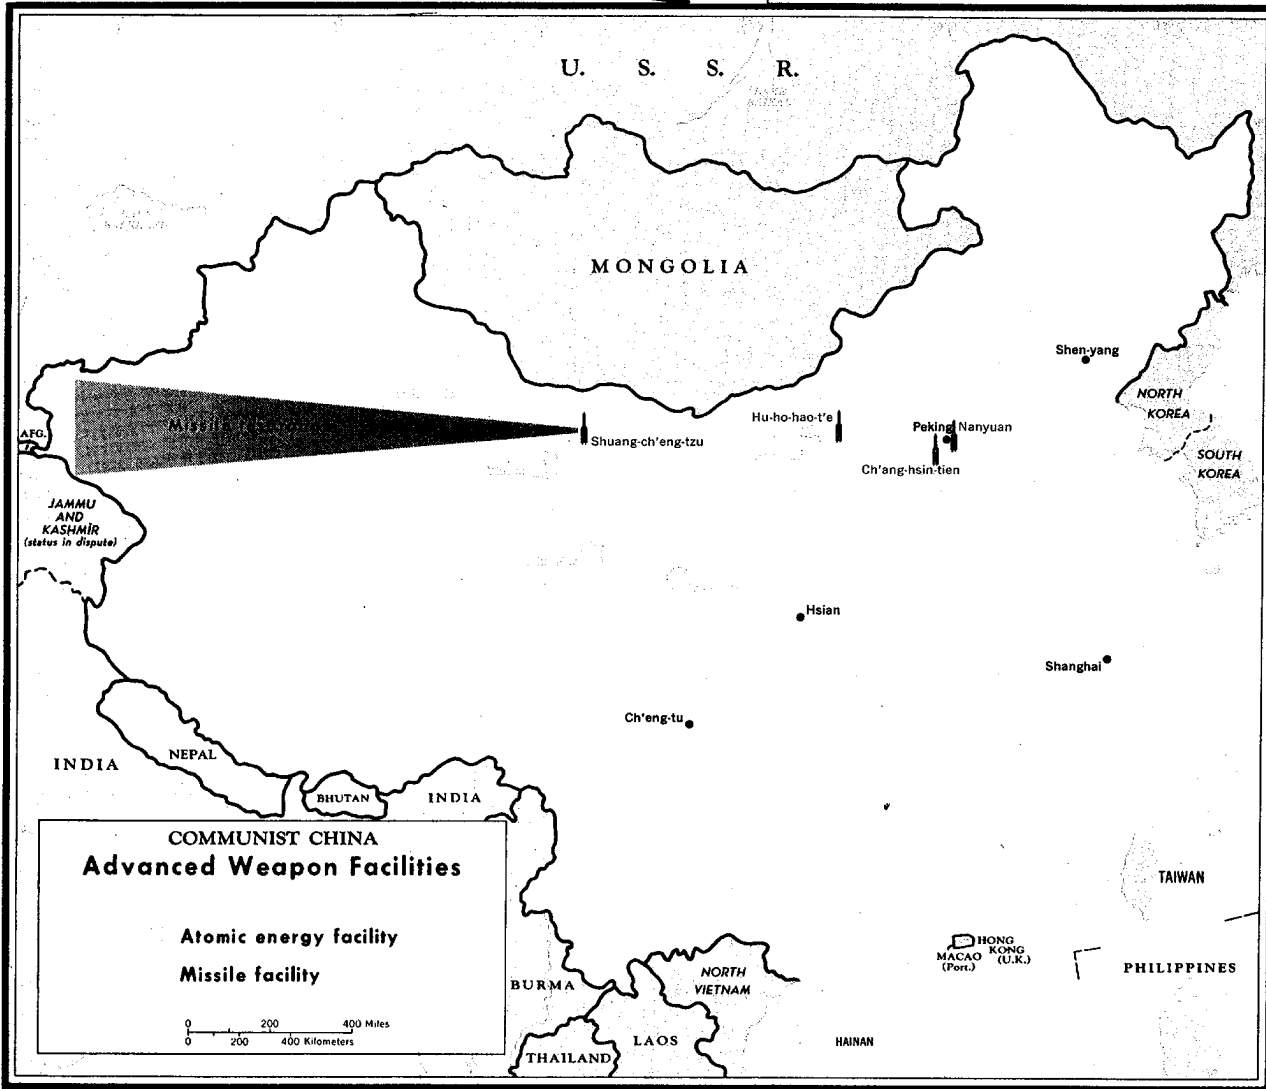 U. S. S. R.
MONGOLIA
Shen-yang
NORTH
KOREA
SOUTH
KOREA
AFG.
Missile
Shuang-ch'eng-tzu
Hu-ho-hao-t'e
Peking
Nanyuan
Ch'ang-hsin-tien
JAMMU
AND
KASHMIR
(status in dispute)
Hsian
Shanghai
Ch'eng-tu
INDIA
NEPAL
BHUTAN
INDIA
COMMUNIST CHINA
Advanced Weapon Facilities
Atomic energy facility
Missile facility
0 200 400 Miles
0 200 400 Kilometers
TAIWAN
HONG
KONG
(U.K.)
MACAO
(Port.)
PHILIPPINES
BURMA
NORTH
VIETNAM
LAOS
THAILAND
HAINAN